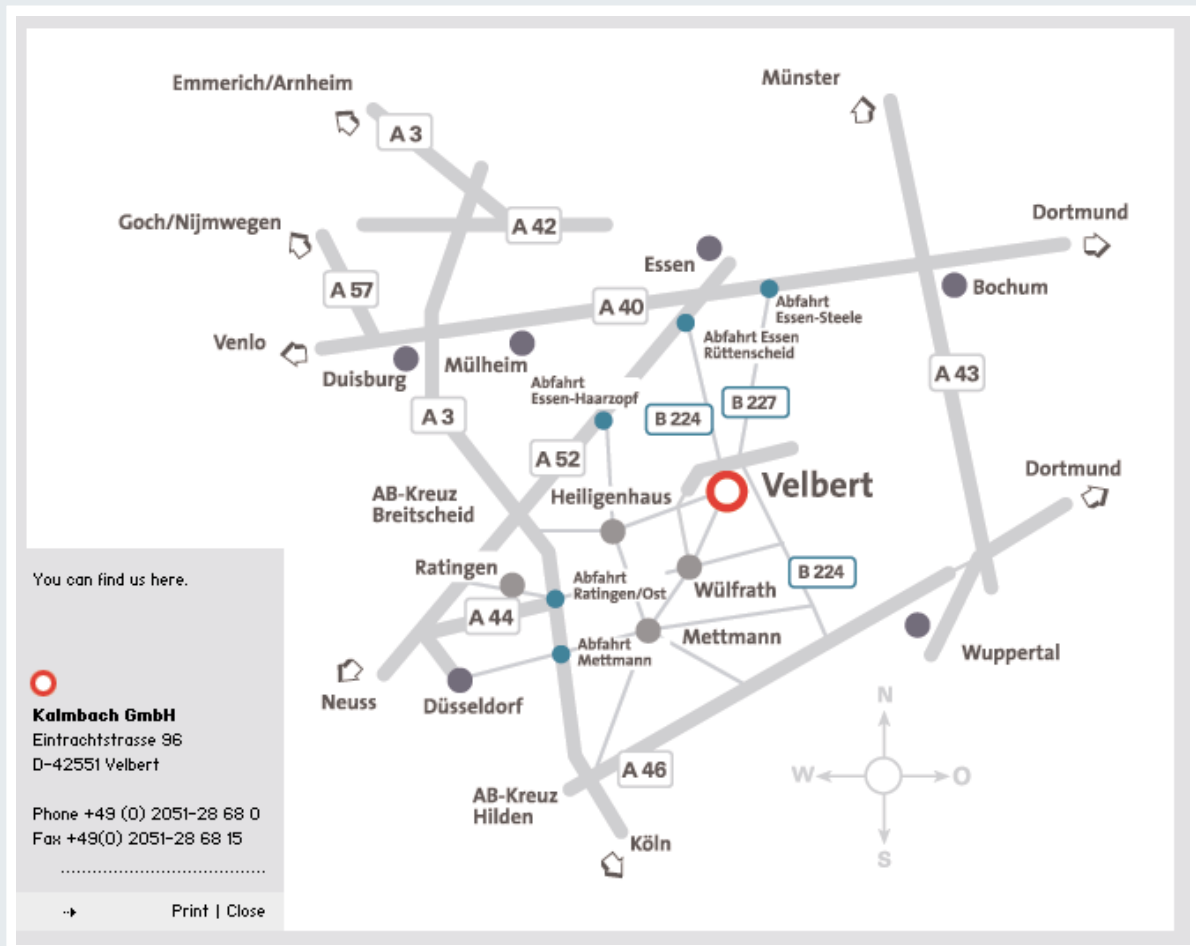 Emmerich/Arnheim
Münster
A 3
Goch/Nijmwegen
A 42
Dortmund
Essen
A 57
A 40
Bochum
Abfahrt
Essen-Steele
Venlo
Abfahrt Essen
Rüttenscheid
Duisburg
Mülheim
A 43
Abfahrt
Essen-Haarzopf
A 3
B 224
B 227
A 52
Dortmund
Velbert
AB-Kreuz
Breitscheid
Heiligenhaus
Ratingen
Abfahrt
Ratingen/Ost
Wülfrath
B 224
A 44
Mettmann
Abfahrt
Mettmann
Wuppertal
Neuss
Düsseldorf
A 46
AB-Kreuz
Hilden
Köln
N
W
O
S
You can find us here.
Kalmbach GmbH
Eintrachtstrasse 96
D-42551 Velbert
Phone +49 (0) 2051-28 68 0
Fax +49(0) 2051-28 68 15
Print | Close